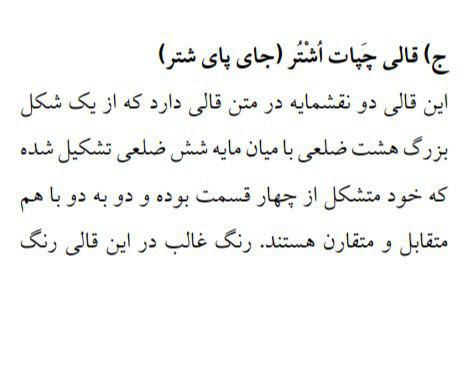 ج) قالی چَپات اُشْتُر (جای پای شتر)
این قالی دو نقشمایه در متن قالی دارد که از یک شکل
بزرگ هشت ضلعی با میان مایه شش ضلعی تشکیل شده
که خود متشکل از چهار قسمت بوده و دو به دو با هم
متقابل و متقارن هستند. رنگ غالب در این قالی رنگ